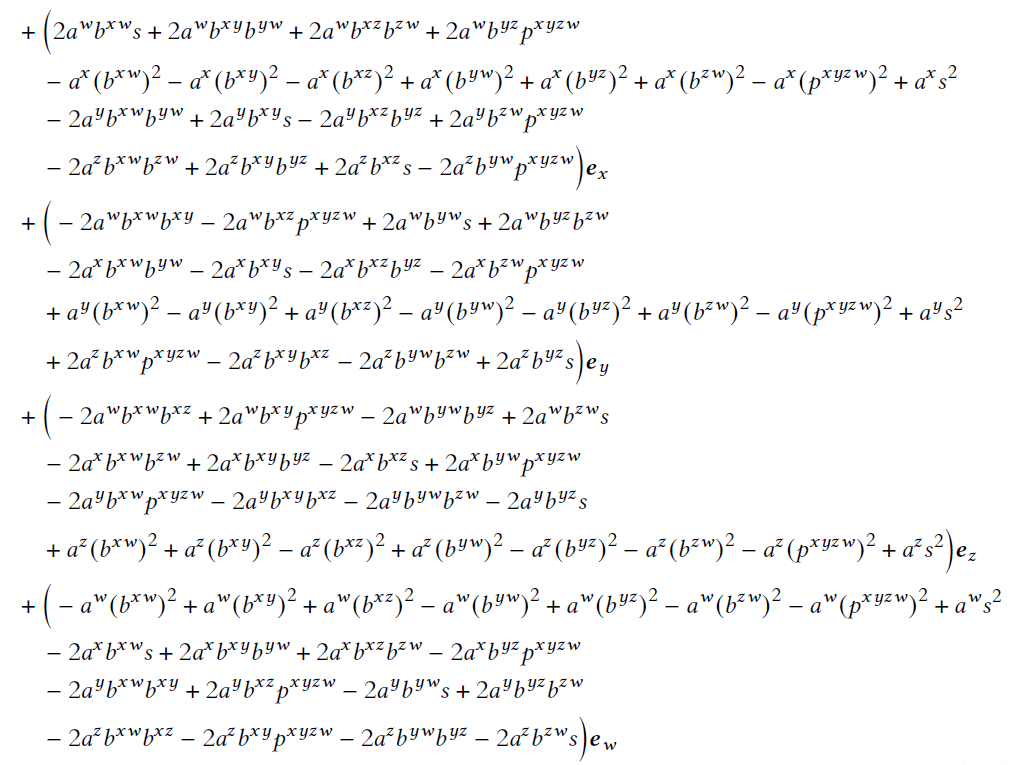 + (2a^w b^{xw} s + 2a^w b^{xy} b^{yw} + 2a^w b^{xz} b^{zw} + 2a^w b^{yz} p^{xyzw}
− a^x (b^{xw})^2 − a^x (b^{xy})^2 − a^x (b^{xz})^2 + a^x (b^{yw})^2 + a^x (b^{yz})^2 + a^x (b^{zw})^2 − a^x (p^{xyzw})^2 + a^x s^2
− 2a^y b^{xw} b^{yw} + 2a^y b^{xy} s − 2a^y b^{xz} b^{yz} + 2a^y b^{zw} p^{xyzw}
− 2a^z b^{xw} b^{zw} + 2a^z b^{xy} b^{yz} + 2a^z b^{xz} s − 2a^z b^{yw} p^{xyzw}) e_x
+ (− 2a^w b^{xw} b^{xy} − 2a^w b^{xz} p^{xyzw} + 2a^w b^{yw} s + 2a^w b^{yz} b^{zw}
− 2a^x b^{xw} b^{yw} − 2a^x b^{xy} s − 2a^x b^{xz} b^{yz} − 2a^x b^{zw} p^{xyzw}
+ a^y (b^{xw})^2 − a^y (b^{xy})^2 + a^y (b^{xz})^2 − a^y (b^{yw})^2 − a^y (b^{yz})^2 + a^y (b^{zw})^2 − a^y (p^{xyzw})^2 + a^y s^2
+ 2a^z b^{xw} p^{xyzw} − 2a^z b^{xy} b^{xz} − 2a^z b^{yw} b^{zw} + 2a^z b^{yz} s) e_y
+ (− 2a^w b^{xw} b^{xz} + 2a^w b^{xy} p^{xyzw} − 2a^w b^{yw} b^{yz} + 2a^w b^{zw} s
− 2a^x b^{xw} b^{zw} + 2a^x b^{xy} b^{yz} − 2a^x b^{xz} s + 2a^x b^{yw} p^{xyzw}
− 2a^y b^{xw} p^{xyzw} − 2a^y b^{xy} b^{xz} − 2a^y b^{yw} b^{zw} − 2a^y b^{yz} s
+ a^z (b^{xw})^2 + a^z (b^{xy})^2 − a^z (b^{xz})^2 + a^z (b^{yw})^2 − a^z (b^{yz})^2 − a^z (b^{zw})^2 − a^z (p^{xyzw})^2 + a^z s^2) e_z
+ (− a^w (b^{xw})^2 + a^w (b^{xy})^2 + a^w (b^{xz})^2 − a^w (b^{yw})^2 + a^w (b^{yz})^2 − a^w (b^{zw})^2 − a^w (p^{xyzw})^2 + a^w s^2
− 2a^x b^{xw} s + 2a^x b^{xy} b^{yw} + 2a^x b^{xz} b^{zw} − 2a^x b^{yz} p^{xyzw}
− 2a^y b^{xw} b^{xy} + 2a^y b^{xz} p^{xyzw} − 2a^y b^{yw} s + 2a^y b^{yz} b^{zw}
− 2a^z b^{xw} b^{xz} − 2a^z b^{xy} p^{xyzw} − 2a^z b^{yw} b^{yz} − 2a^z b^{zw} s) e_w